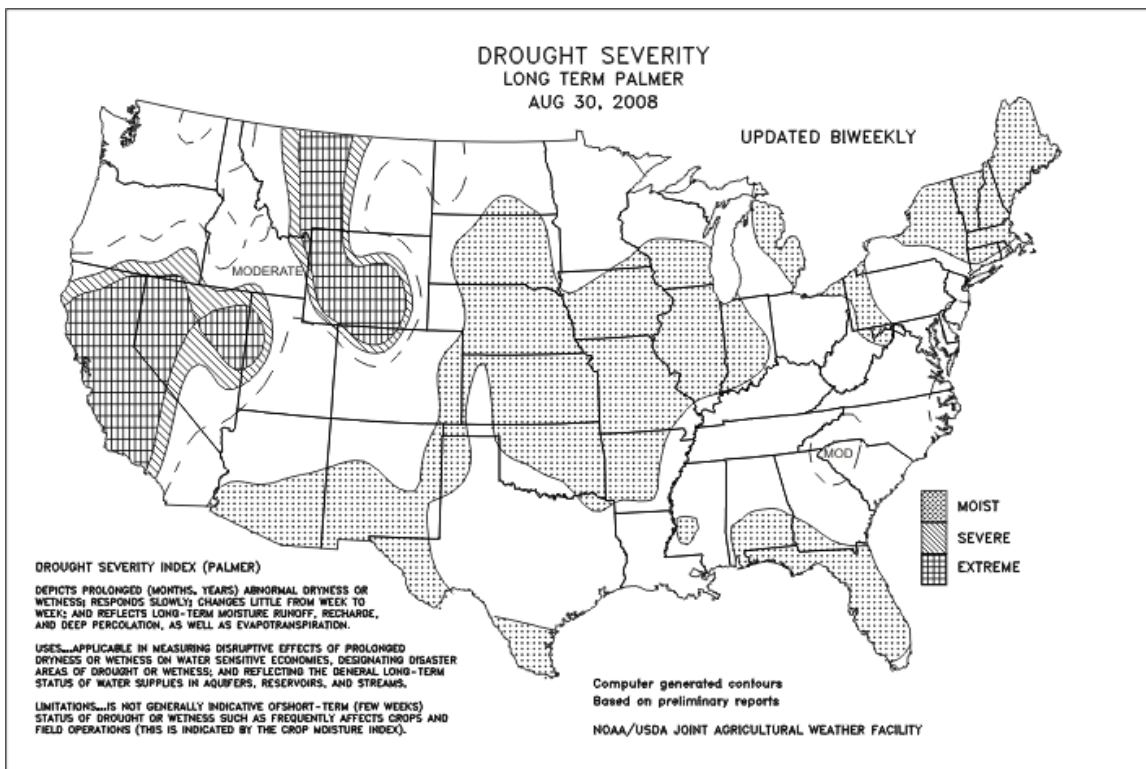 DROUGHT SEVERITY
LONG TERM PALMER
AUG 30, 2008
UPDATED BIWEEKLY
MODERATE
MOD
MOIST
SEVERE
EXTREME
DROUGHT SEVERITY INDEX (PALMER)
DEPICTS PROLONGED (MONTHS, YEARS) ABNORMAL DRYNESS OR
WETNESS; RESPONDS SLOWLY; CHANGES LITTLE FROM WEEK TO
WEEK; AND REFLECTS LONG-TERM MOISTURE RUNOFF, RECHARGE,
AND DEEP PERCOLATION, AS WELL AS EVAPOTRANSPIRATION.
USES...APPLICABLE IN MEASURING DISRUPTIVE EFFECTS OF PROLONGED
DRYNESS OR WETNESS ON WATER SENSITIVE ECONOMIES, DESIGNATING DISASTER
AREAS OF DROUGHT OR WETNESS; AND REFLECTING THE GENERAL LONG-TERM
STATUS OF WATER SUPPLIES IN AQUIFERS, RESERVOIRS, AND STREAMS.
LIMITATIONS...IS NOT GENERALLY INDICATIVE OFSHORT-TERM (FEW WEEKS)
STATUS OF DROUGHT OR WETNESS SUCH AS FREQUENTLY AFFECTS CROPS AND
FIELD OPERATIONS (THIS IS INDICATED BY THE CROP MOISTURE INDEX).
Computer generated contours
Based on preliminary reports
NOAA/USDA JOINT AGRICULTURAL WEATHER FACILITY